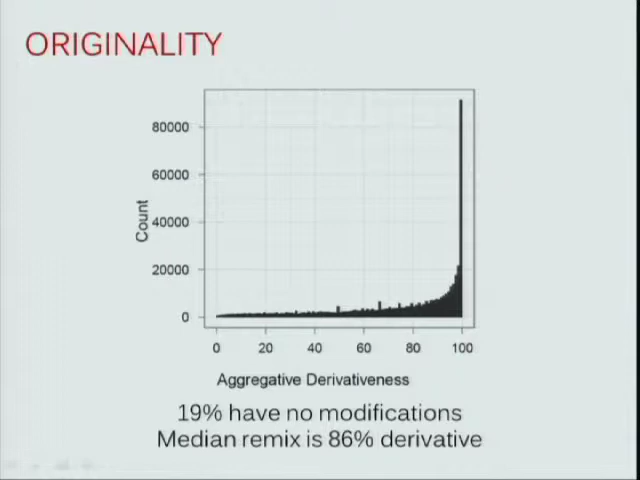 ORIGINALITY
80000
60000
40000
20000
0
Count
0 20 40 60 80 100
Aggregative Derivativeness
19% have no modifications
Median remix is 86% derivative